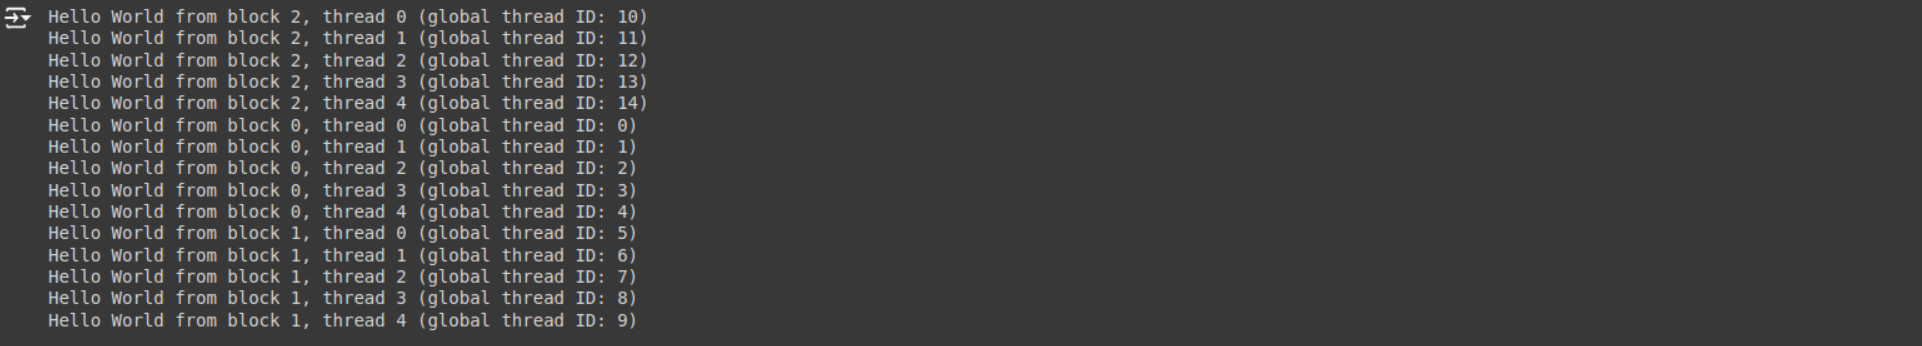 Hello World from block 2, thread 0 (global thread ID: 10)
Hello World from block 2, thread 1 (global thread ID: 11)
Hello World from block 2, thread 2 (global thread ID: 12)
Hello World from block 2, thread 3 (global thread ID: 13)
Hello World from block 2, thread 4 (global thread ID: 14)
Hello World from block 0, thread 0 (global thread ID: 0)
Hello World from block 0, thread 1 (global thread ID: 1)
Hello World from block 0, thread 2 (global thread ID: 2)
Hello World from block 0, thread 3 (global thread ID: 3)
Hello World from block 0, thread 4 (global thread ID: 4)
Hello World from block 1, thread 0 (global thread ID: 5)
Hello World from block 1, thread 1 (global thread ID: 6)
Hello World from block 1, thread 2 (global thread ID: 7)
Hello World from block 1, thread 3 (global thread ID: 8)
Hello World from block 1, thread 4 (global thread ID: 9)